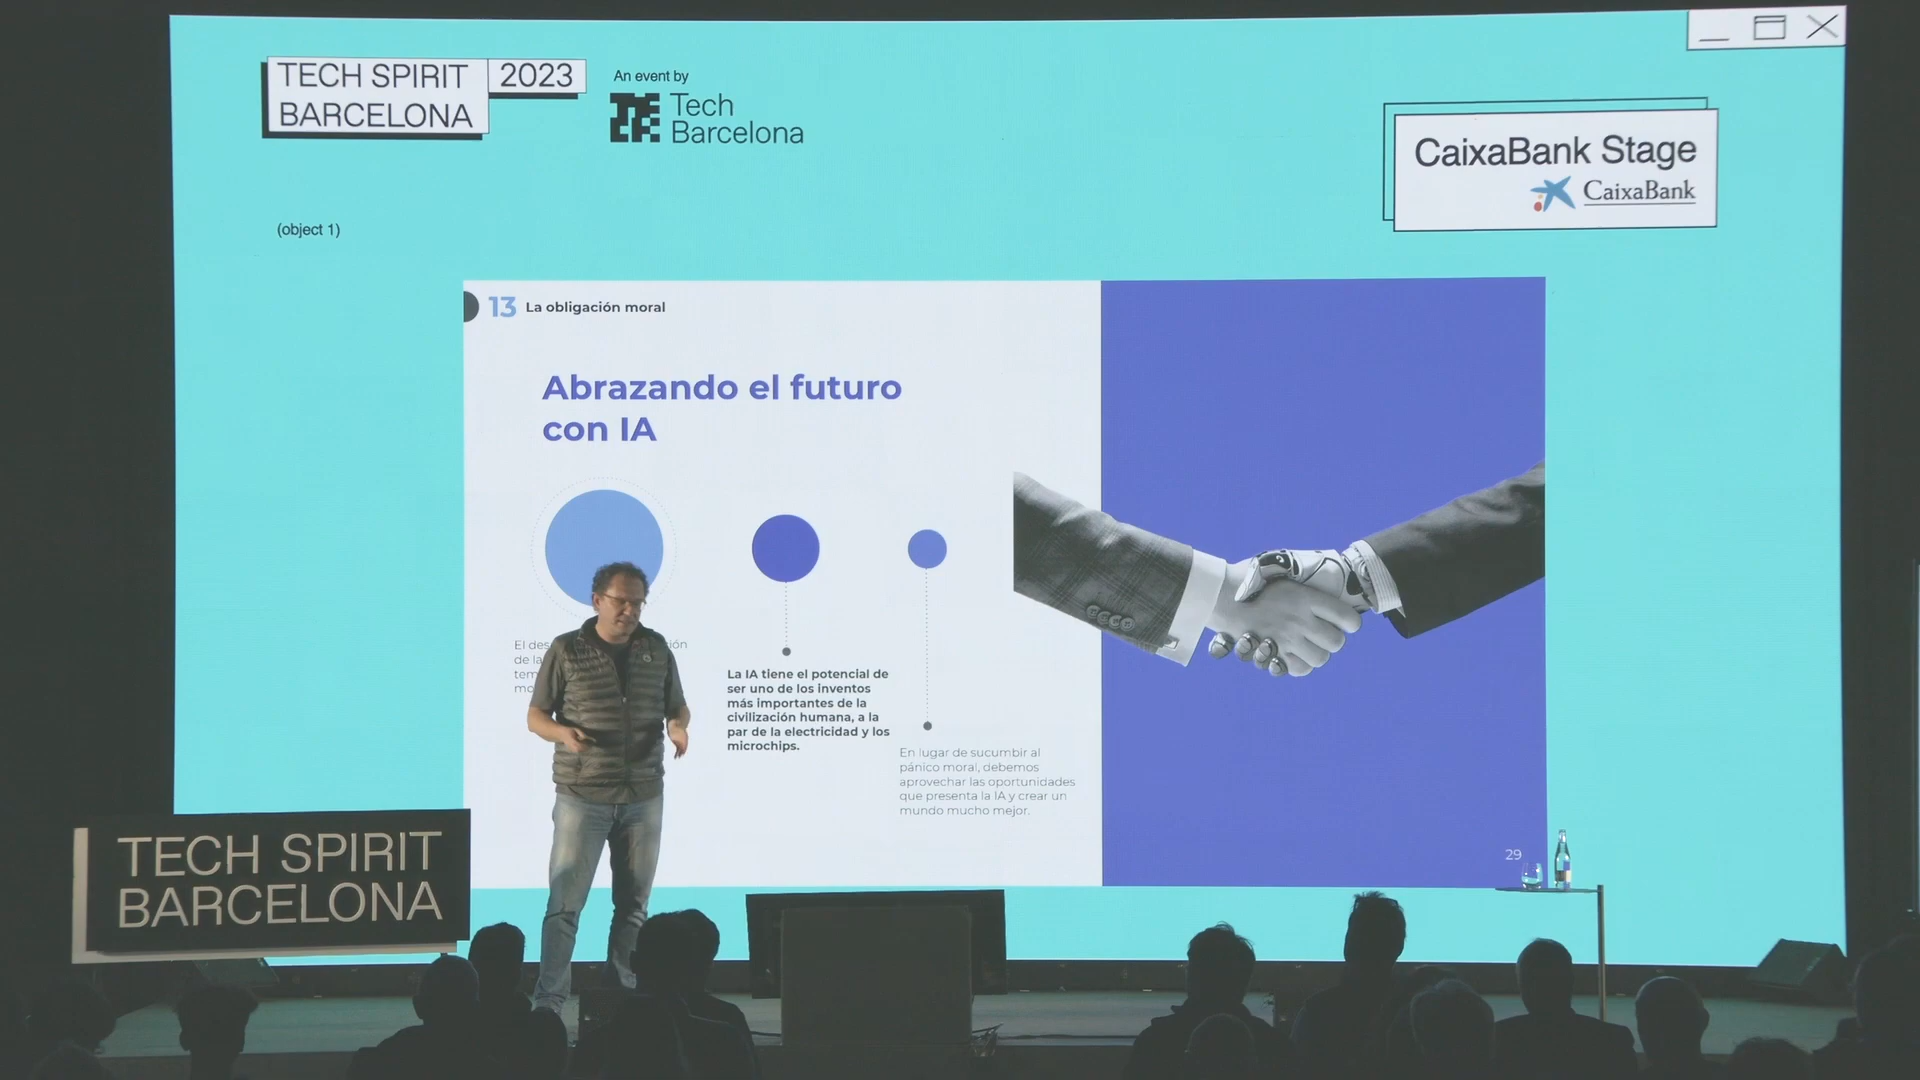 TECH SPIRIT
BARCELONA
2023
An event by
Tech
Barcelona
CaixaBank Stage
CaixaBank
(object 1)
13 La obligación moral
Abrazando el futuro
con IA
El
de la
La IA tiene el potencial de
ser uno de los inventos
más importantes de la
civilización humana, a la
par de la electricidad y los
microchips.
En lugar de sucumbir al
pánico moral, debemos
aprovechar las oportunidades
que presenta la IA y crear un
mundo mucho mejor.
29
TECH SPIRIT
BARCELONA